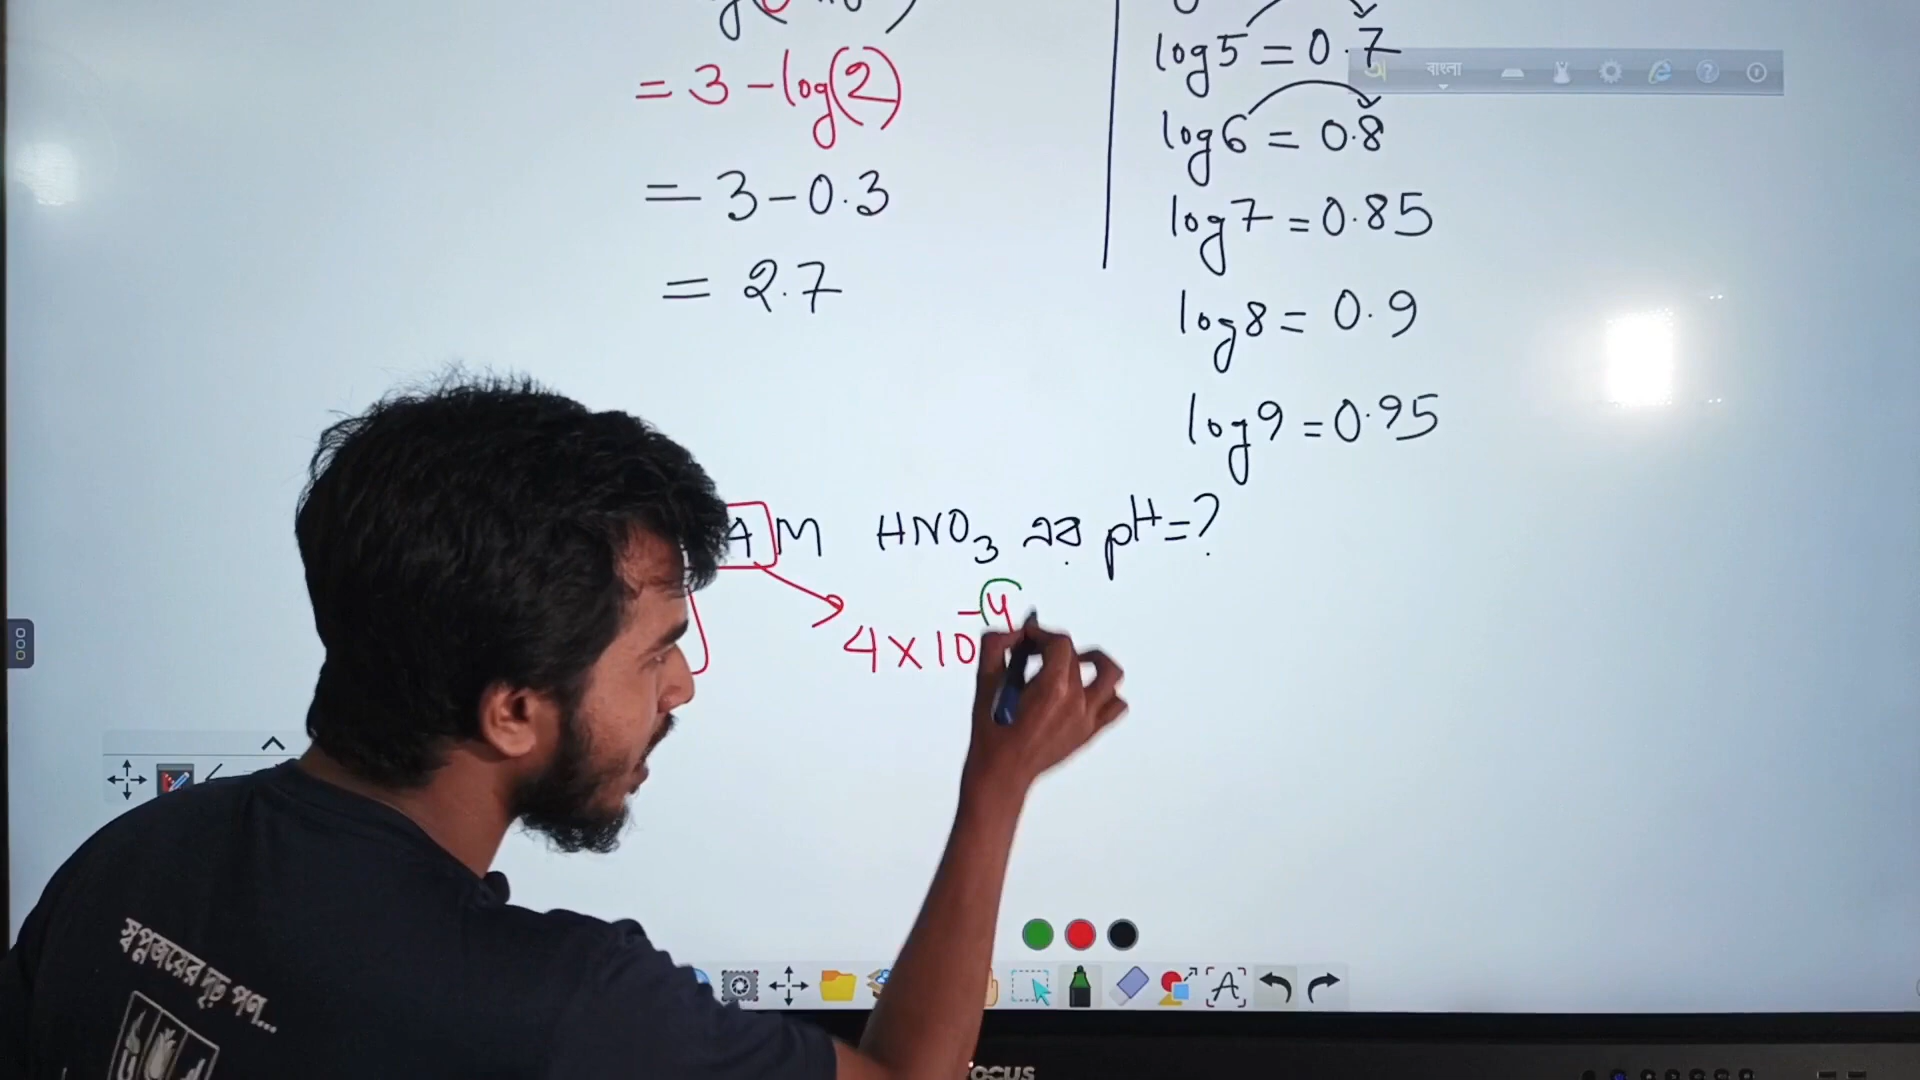 = 3 - log(2)
= 3 - 0.3
= 2.7
log5 = 0.7
log6 = 0.8
log7 = 0.85
log8 = 0.9
log9 = 0.95
বাংলা
4 M HNO₃ এর pH = ?
4 × 10⁻⁴
স্বপ্নজয়ের দৃঢ় পণ...